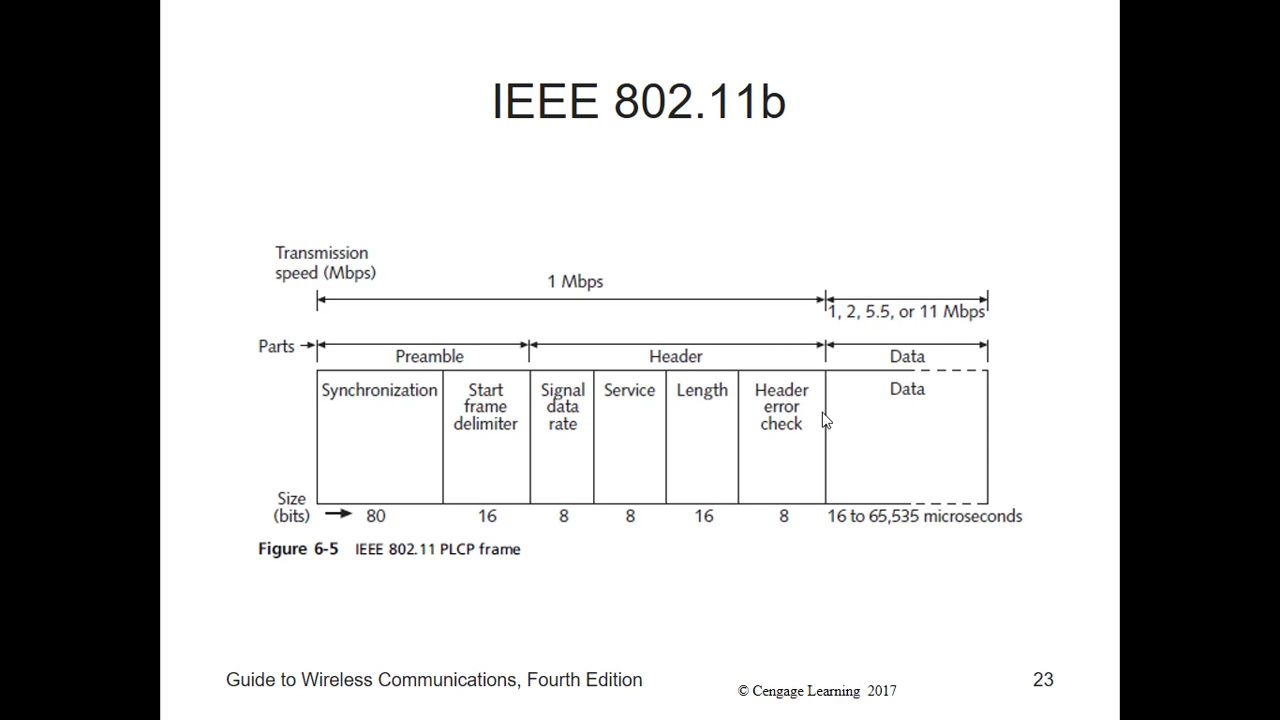 IEEE 802.11b
Transmission
speed (Mbps)
1 Mbps
1, 2, 5.5, or 11 Mbps
Parts
Preamble
Header
Data
Synchronization
Start
frame
delimiter
Signal
data
rate
Service
Length
Header
error
check
Data
Size
(bits)
80
16
8
8
16
8
16 to 65,535 microseconds
Figure 6-5 IEEE 802.11 PLCP frame
Guide to Wireless Communications, Fourth Edition
© Cengage Learning 2017
23